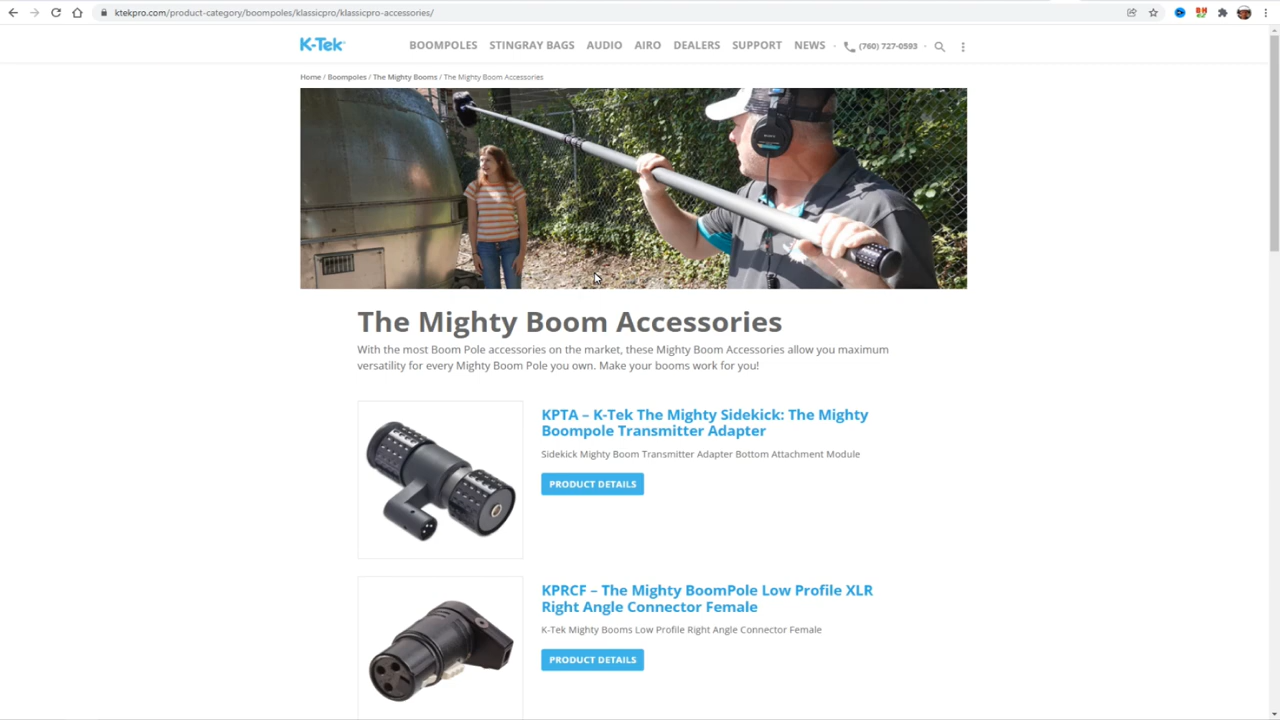 ktekpro.com/product-category/boompoles/klassicpro/klassicpro-accessories/
K-Tek BOOMPOLES STINGRAY BAGS AUDIO AIRO DEALERS SUPPORT NEWS (760) 727-0593
Home / Boompoles / The Mighty Booms / The Mighty Boom Accessories
SONY
The Mighty Boom Accessories
With the most Boom Pole accessories on the market, these Mighty Boom Accessories allow you maximum
versatility for every Mighty Boom Pole you own. Make your booms work for you!
KPTA – K-Tek The Mighty Sidekick: The Mighty
Boompole Transmitter Adapter
Sidekick Mighty Boom Transmitter Adapter Bottom Attachment Module
PRODUCT DETAILS
KPRCF – The Mighty BoomPole Low Profile XLR
Right Angle Connector Female
K-Tek Mighty Booms Low Profile Right Angle Connector Female
PRODUCT DETAILS